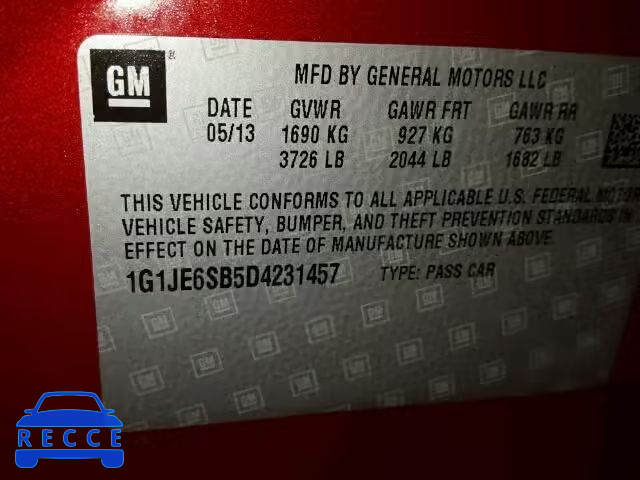 GM
MFD BY GENERAL MOTORS LLC
DATE GVWR GAWR FRT GAWR RR
05/13 1690 KG 927 KG 763 KG
3726 LB 2044 LB 1682 LB
THIS VEHICLE CONFORMS TO ALL APPLICABLE U.S. FEDERAL MOTOR
VEHICLE SAFETY, BUMPER, AND THEFT PREVENTION STANDARDS
IN EFFECT ON THE DATE OF MANUFACTURE SHOWN ABOVE.
1G1JE6SB5D4231457 TYPE: PASS CAR
RECCE